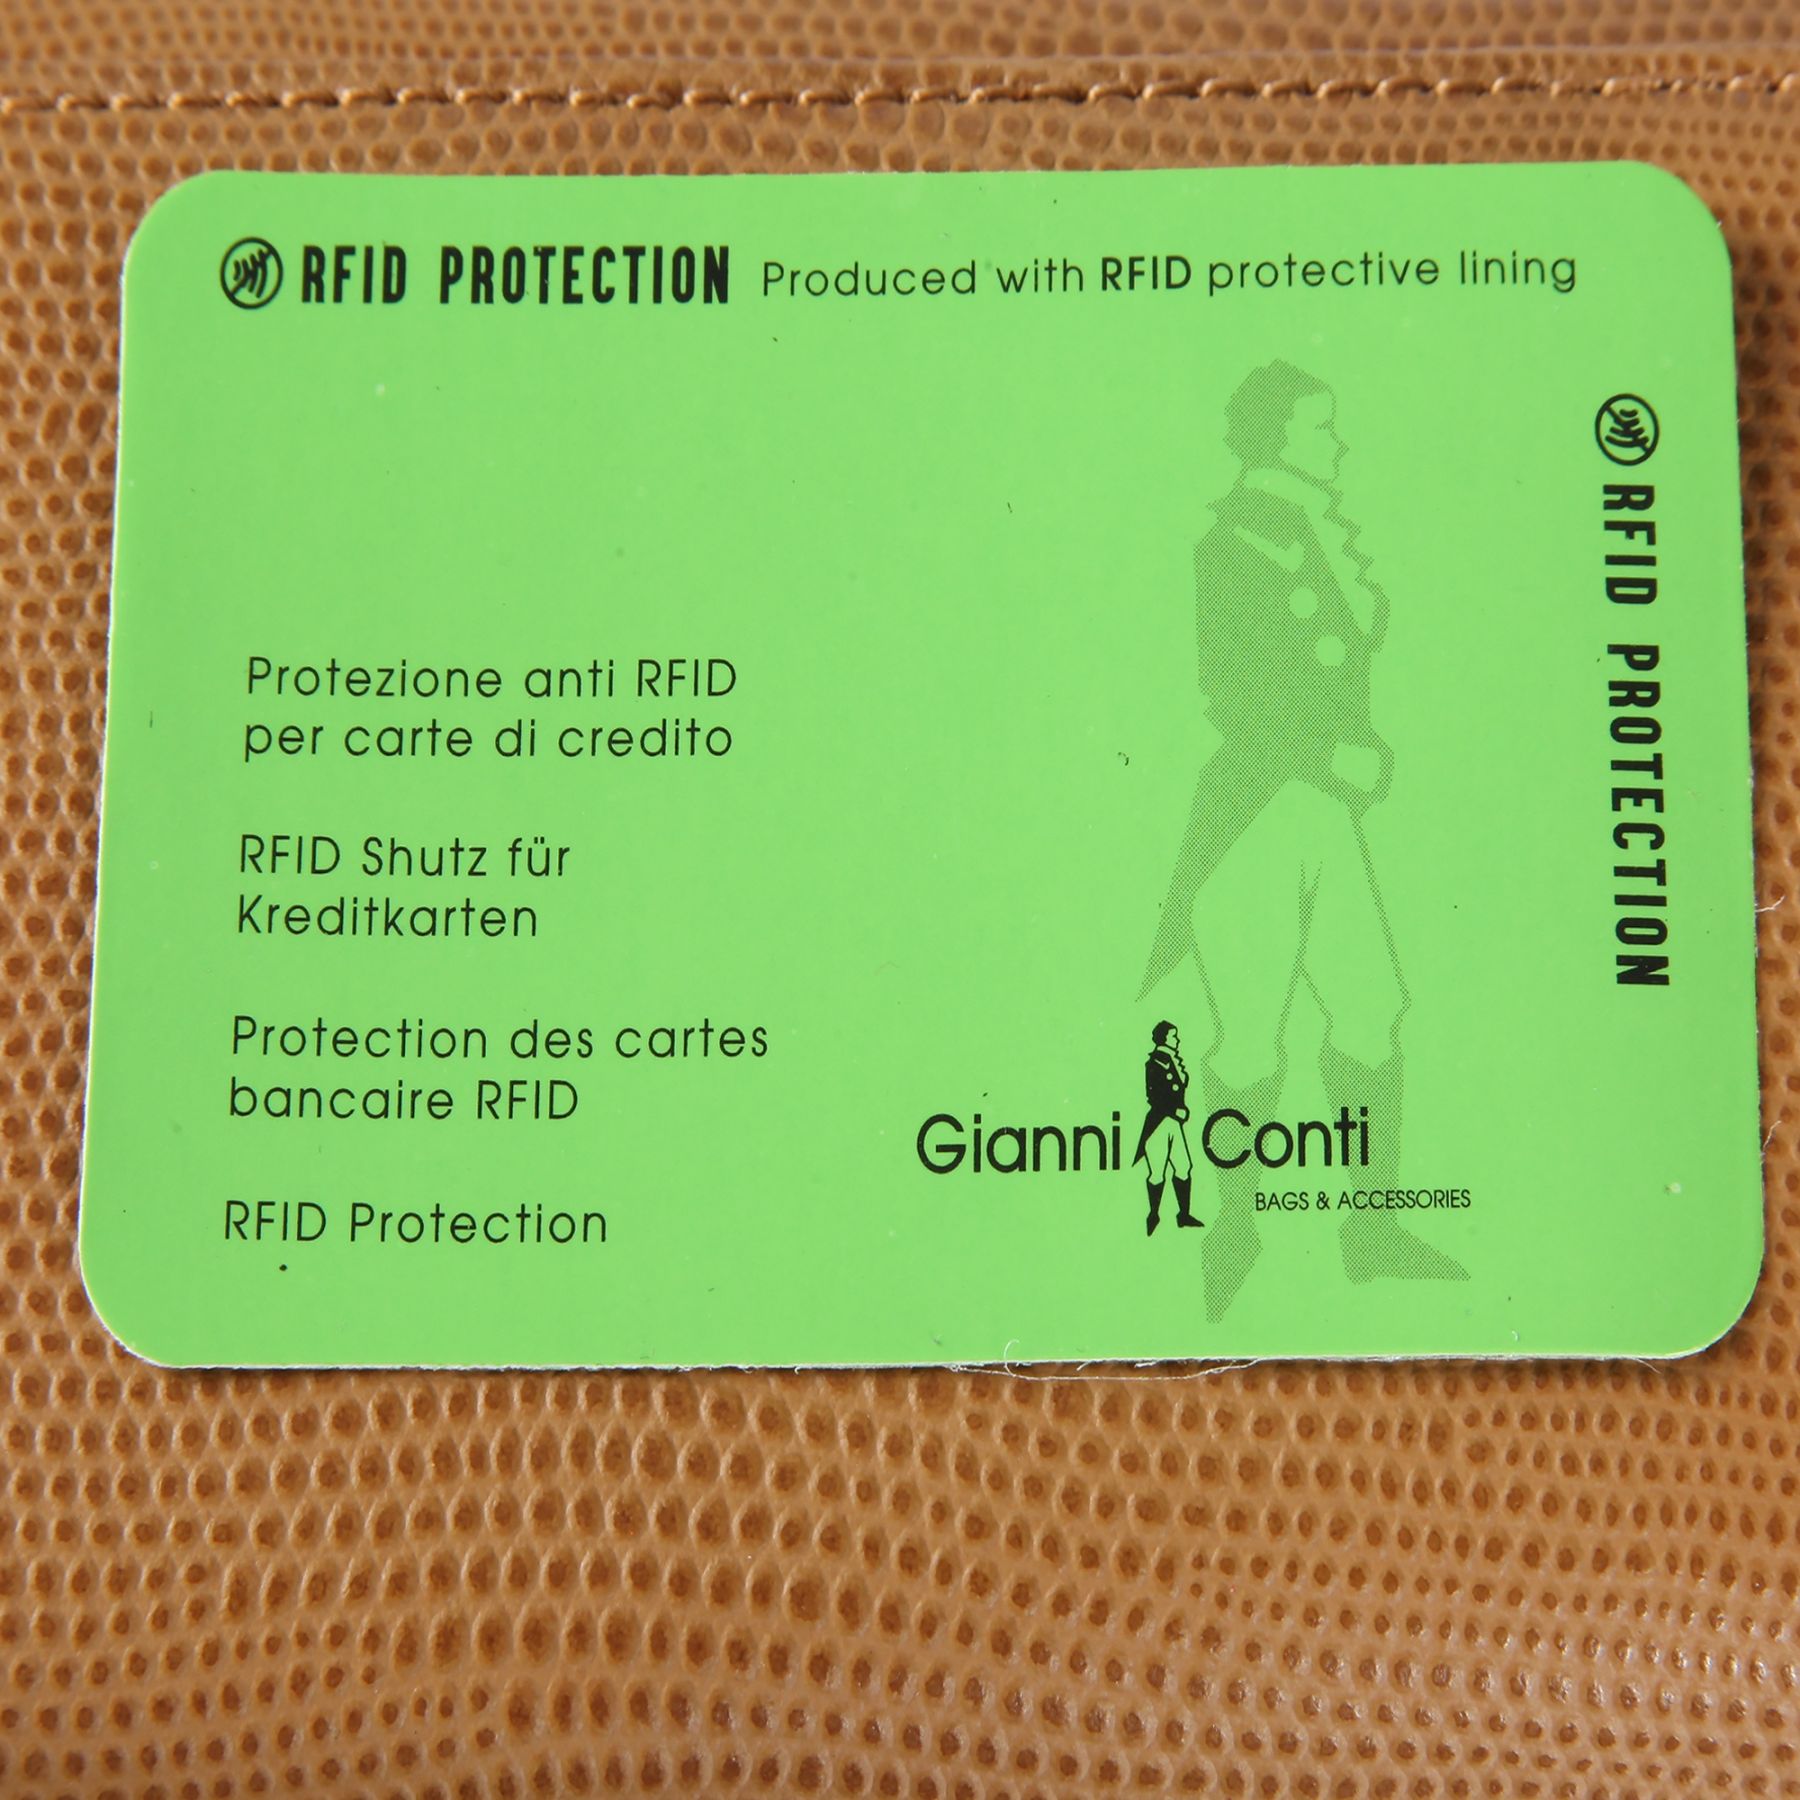 RFID PROTECTION Produced with RFID protective lining
RFID PROTECTION
Protezione anti RFID
per carte di credito
RFID Shutz für
Kreditkarten
Protection des cartes
bancaire RFID
RFID Protection
Gianni Conti
BAGS & ACCESSORIES